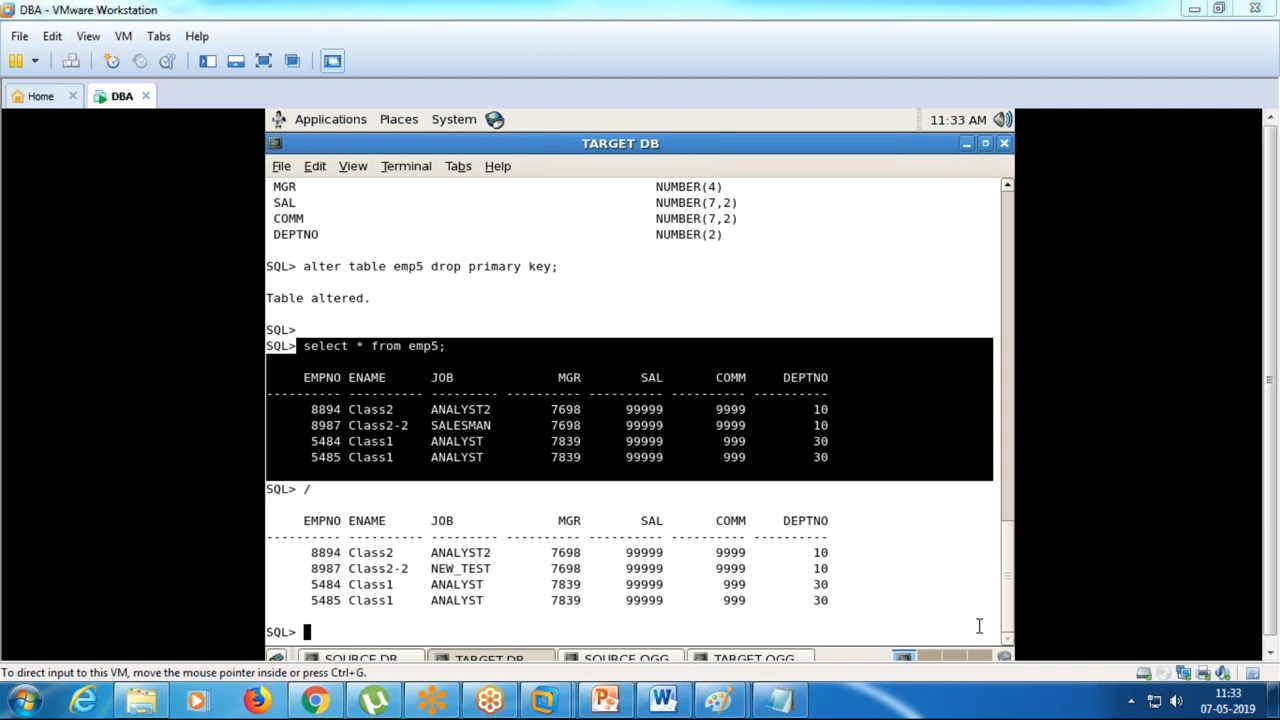 DBA - VMware Workstation
File Edit View VM Tabs Help
Home DBA
Applications Places System 11:33 AM
TARGET DB
File Edit View Terminal Tabs Help
MGR NUMBER(4)
SAL NUMBER(7,2)
COMM NUMBER(7,2)
DEPTNO NUMBER(2)
SQL> alter table emp5 drop primary key;
Table altered.
SQL>
SQL> select * from emp5;
EMPNO ENAME JOB MGR SAL COMM DEPTNO
---------- ---------- --------- ---------- ---------- ---------- ----------
8894 Class2 ANALYST2 7698 99999 9999 10
8987 Class2-2 SALESMAN 7698 99999 9999 10
5484 Class1 ANALYST 7839 99999 999 30
5485 Class1 ANALYST 7839 99999 999 30
SQL> /
EMPNO ENAME JOB MGR SAL COMM DEPTNO
---------- ---------- --------- ---------- ---------- ---------- ----------
8894 Class2 ANALYST2 7698 99999 9999 10
8987 Class2-2 NEW_TEST 7698 99999 9999 10
5484 Class1 ANALYST 7839 99999 999 30
5485 Class1 ANALYST 7839 99999 999 30
SQL>
SOURCE DB TARGET DB SOURCE OGG TARGET OGG
To direct input to this VM, move the mouse pointer inside or press Ctrl+G.
11:33
07-05-2019